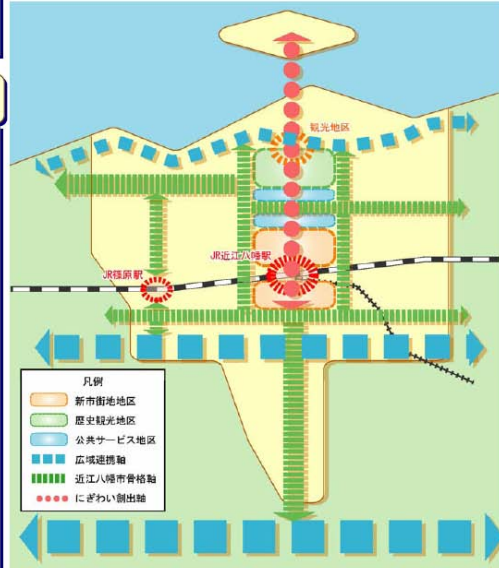 観光地区
JR近江八幡駅
JR篠原駅
凡例
新市街地地区
歴史観光地区
公共サービス地区
広域連携軸
近江八幡市骨格軸
にぎわい創出軸